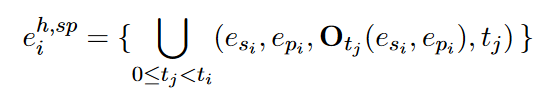 $e_i^{h,sp} = \{ \bigcup_{0 \leq t_j < t_i} (e_{s_i}, e_{p_i}, \mathbf{O}_{t_j}(e_{s_i}, e_{p_i}), t_j) \}$